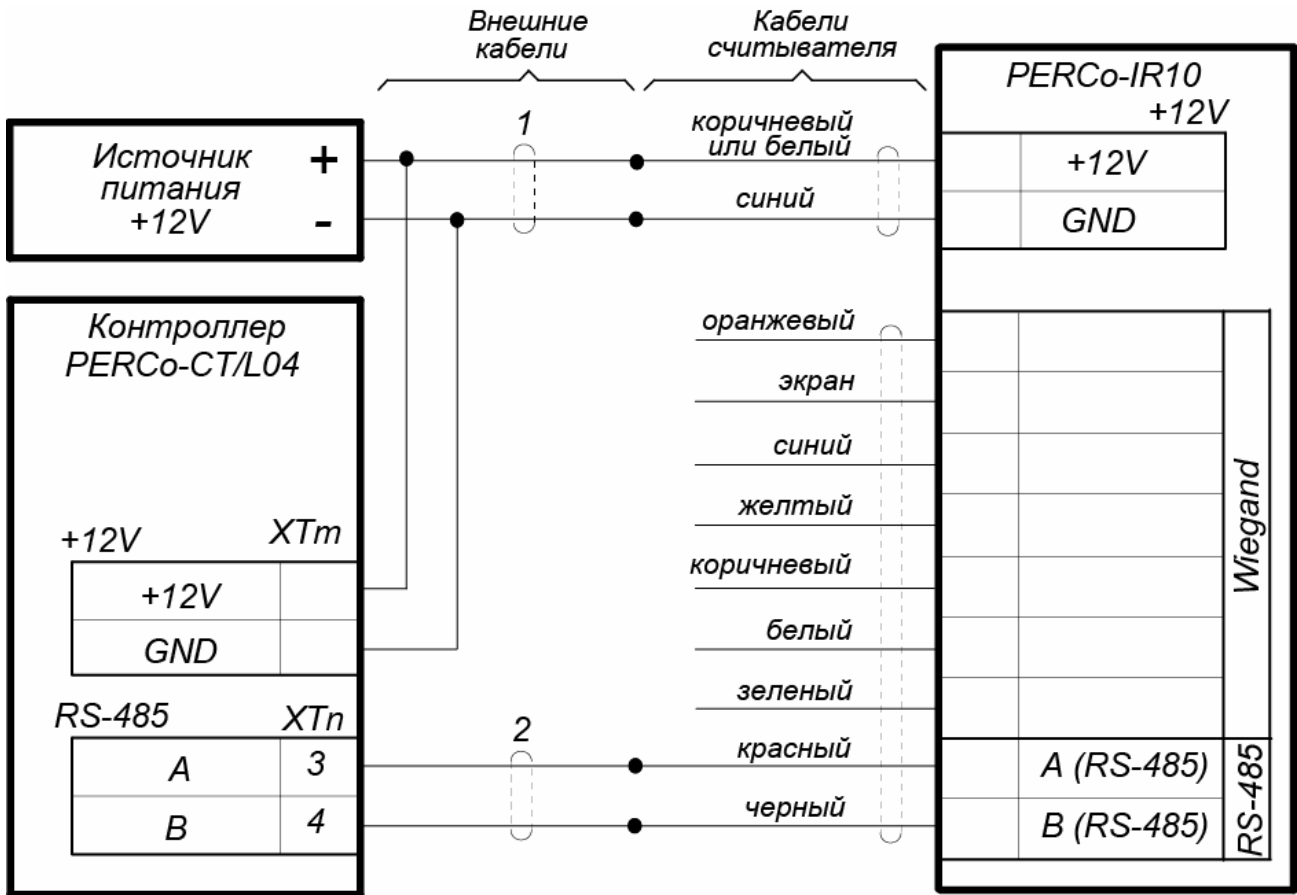 Внешние
кабели
Кабели
считывателя
PERCo-IR10
+12V
1
коричневый
или белый
Источник
питания
+12V
+
-
+12V
синий
GND
Контроллер
PERCo-CT/L04
оранжевый
экран
синий
желтый
коричневый
белый
зеленый
Wiegand
+12V
XTm
+12V
GND
RS-485
XTn
2
A
3
красный
A (RS-485)
B
4
черный
B (RS-485)
RS-485